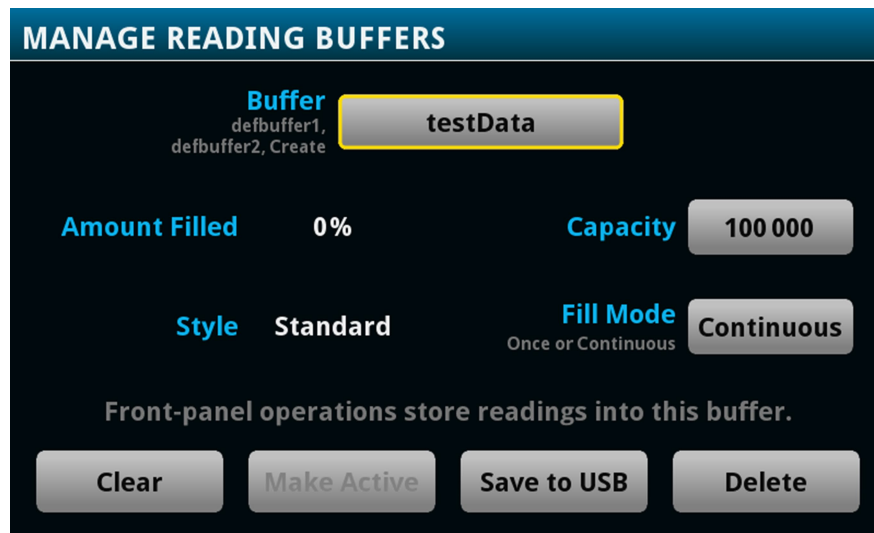 MANAGE READING BUFFERS
Buffer
defbuffer1,
defbuffer2, Create
testData
Amount Filled 0%
Capacity 100 000
Style Standard
Fill Mode
Once or Continuous
Continuous
Front-panel operations store readings into this buffer.
Clear Make Active Save to USB Delete